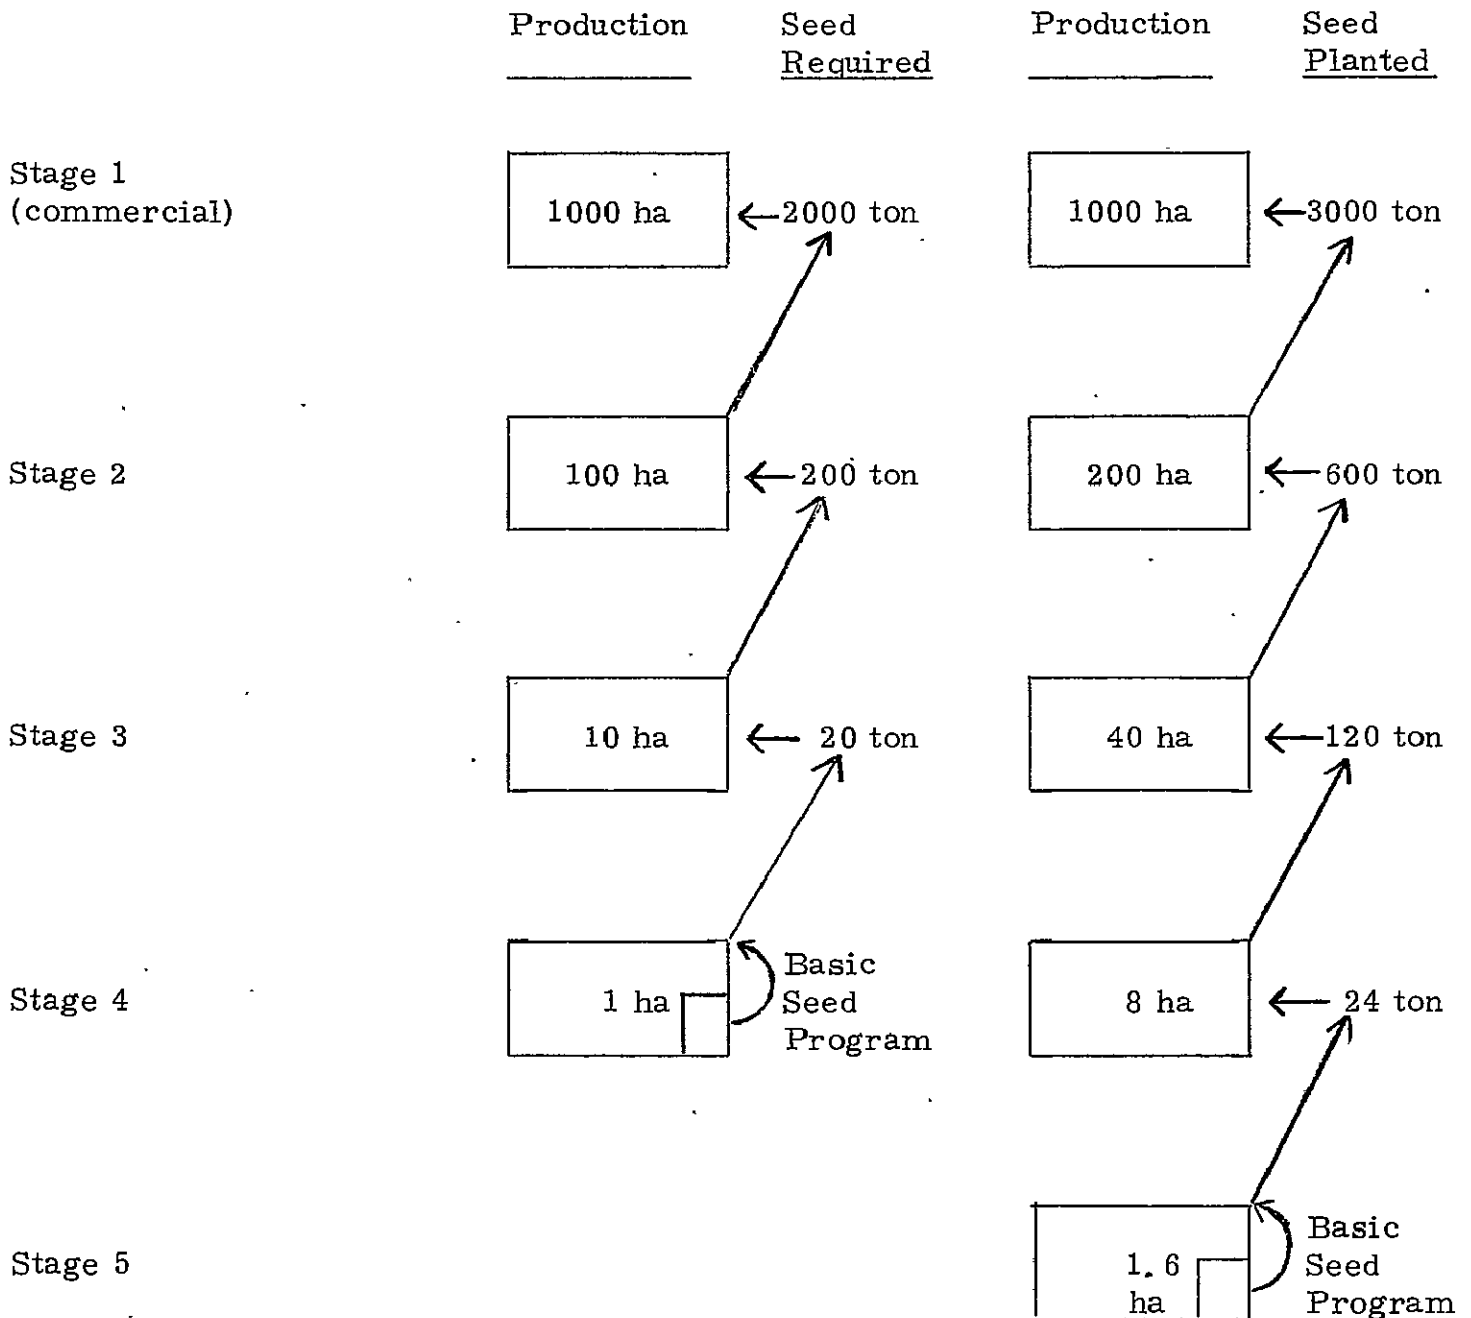 Production Seed Production Seed
Required Planted
Stage 1
(commercial)
1000 ha 2000 ton 1000 ha 3000 ton
Stage 2 100 ha 200 ton 200 ha 600 ton
Stage 3 10 ha 20 ton 40 ha 120 ton
Stage 4 1 ha Basic 8 ha 24 ton
Seed
Program
Stage 5 1.6 Basic
ha Seed
Program